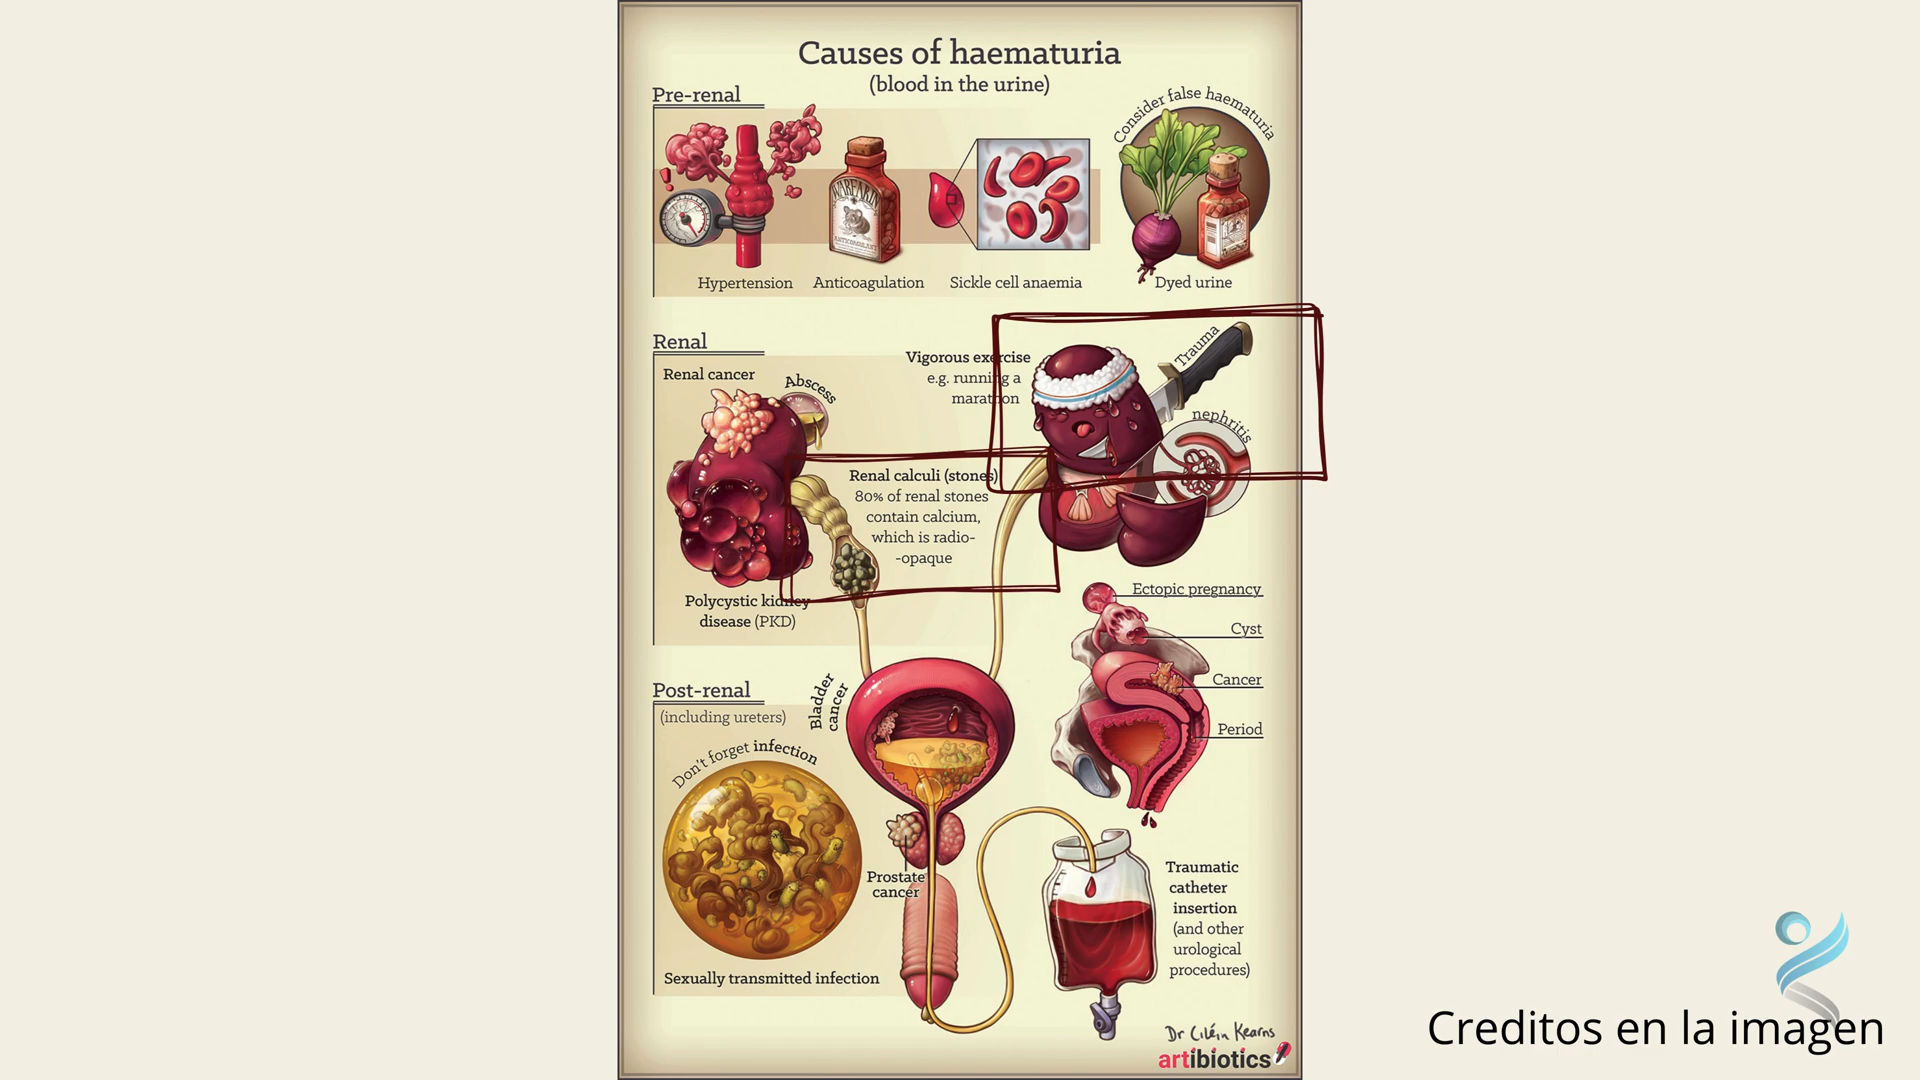 Causes of haematuria
(blood in the urine)
Pre-renal
Consider false haematuria
WARFARIN
ANTICOAGULANT
Hypertension
Anticoagulation
Sickle cell anaemia
Dyed urine
Renal
Renal cancer
Abscess
Vigorous exercise
e.g. running a
marathon
Trauma
nephritis
Renal calculi (stones)
80% of renal stones
contain calcium,
which is radio-
-opaque
Polycystic kidney
disease (PKD)
Ectopic pregnancy
Cyst
Cancer
Period
Post-renal
(including ureters)
Bladder
cancer
Don't forget infection
Prostate
cancer
Sexually transmitted infection
Traumatic
catheter
insertion
(and other
urological
procedures)
Dr Ciléin Kearns
artibiotics
Creditos en la imagen